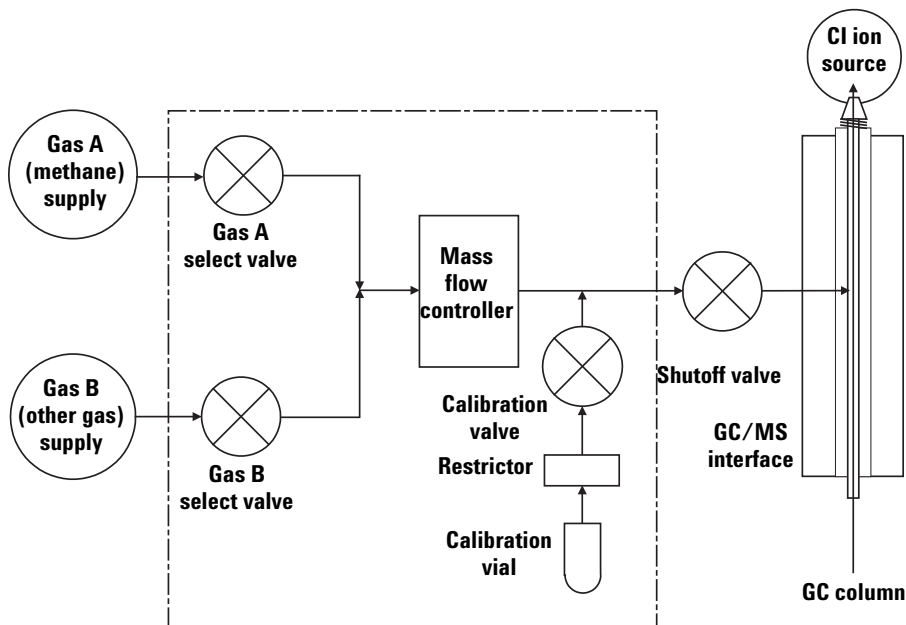 CI ion
source
Gas A
(methane)
supply
Gas A
select valve
Mass
flow
controller
Gas B
(other gas)
supply
Gas B
select valve
Calibration
valve
Restrictor
Calibration
vial
Shutoff valve
GC/MS
interface
GC column